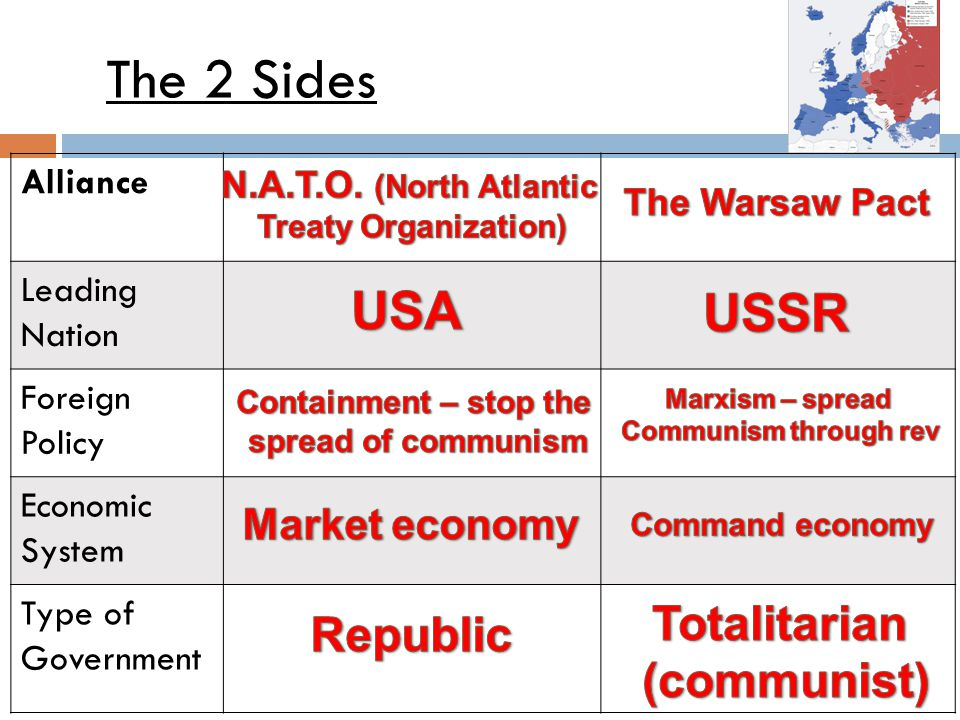 The 2 Sides
Alliance
N.A.T.O. (North Atlantic
Treaty Organization)
The Warsaw Pact
Leading
Nation
USA
USSR
Foreign
Policy
Containment – stop the
spread of communism
Marxism – spread
Communism through rev
Economic
System
Market economy
Command economy
Type of
Government
Republic
Totalitarian
(communist)